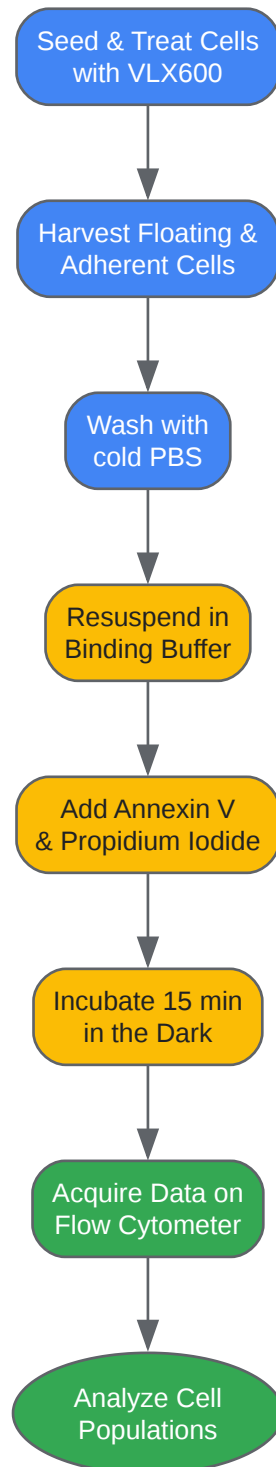 Seed & Treat Cells
with VLX600
Harvest Floating &
Adherent Cells
Wash with
cold PBS
Resuspend in
Binding Buffer
Add Annexin V
& Propidium Iodide
Incubate 15 min
in the Dark
Acquire Data on
Flow Cytometer
Analyze Cell
Populations